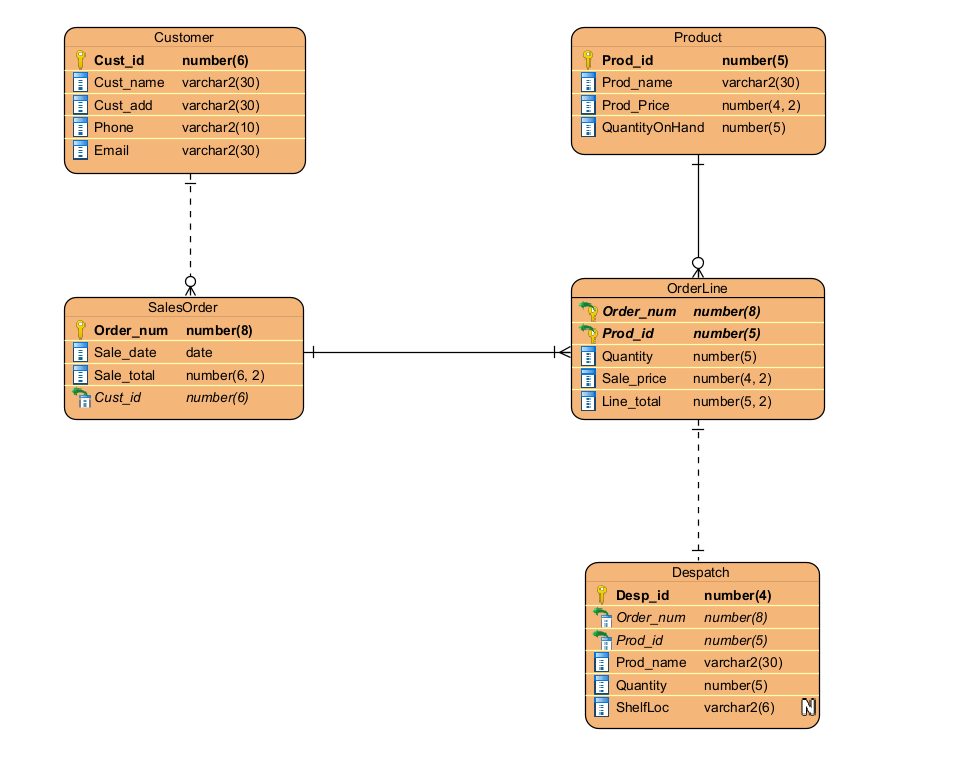 Customer
Cust_id number(6)
Cust_name varchar2(30)
Cust_add varchar2(30)
Phone varchar2(10)
Email varchar2(30)
Product
Prod_id number(5)
Prod_name varchar2(30)
Prod_Price number(4, 2)
QuantityOnHand number(5)
SalesOrder
Order_num number(8)
Sale_date date
Sale_total number(6, 2)
Cust_id number(6)
OrderLine
Order_num number(8)
Prod_id number(5)
Quantity number(5)
Sale_price number(4, 2)
Line_total number(5, 2)
Despatch
Desp_id number(4)
Order_num number(8)
Prod_id number(5)
Prod_name varchar2(30)
Quantity number(5)
ShelfLoc varchar2(6) N